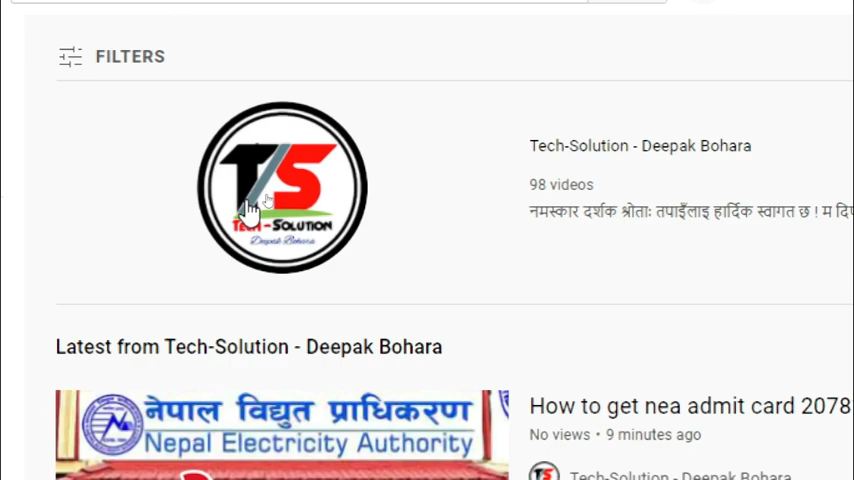 FILTERS
T/S
TECH - SOLUTION
Deepak Bohara
Tech-Solution - Deepak Bohara
98 videos
नमस्कार दर्शक श्रोताः तपाइँलाइ हार्दिक स्वागत छ ! म
Latest from Tech-Solution - Deepak Bohara
नेपाल विद्युत प्राधिकरण
Nepal Electricity Authority
How to get nea admit card 2078
No views • 9 minutes ago
Tech-Solution - Deepak Bohara